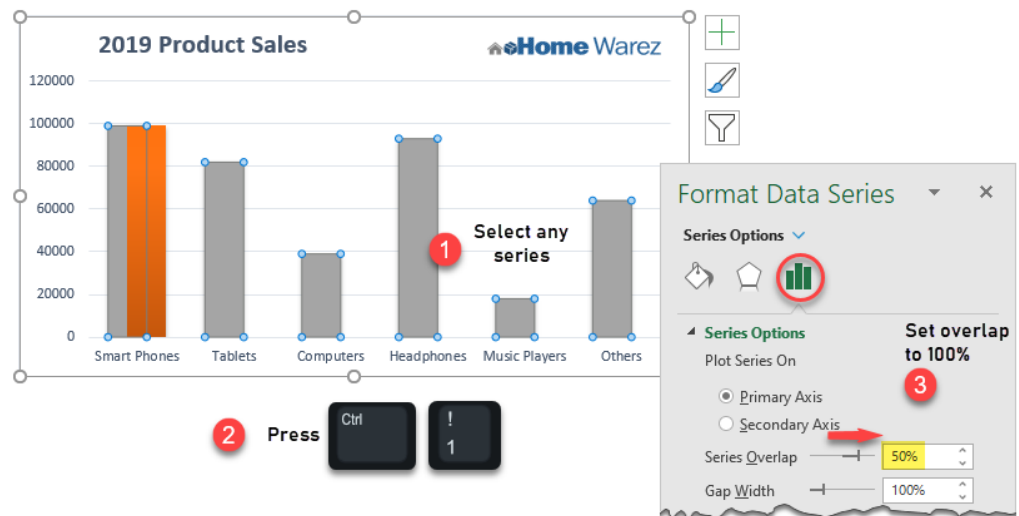 2019 Product Sales
Home Warez
120000
100000
80000
60000
40000
20000
0
Smart Phones
Tablets
Computers
Headphones
Music Players
Others
1
Select any
series
2
Press
Ctrl
!
1
Format Data Series
Series Options
Series Options
Plot Series On
Primary Axis
Secondary Axis
Series Overlap
50%
Gap Width
100%
Set overlap
to 100%
3